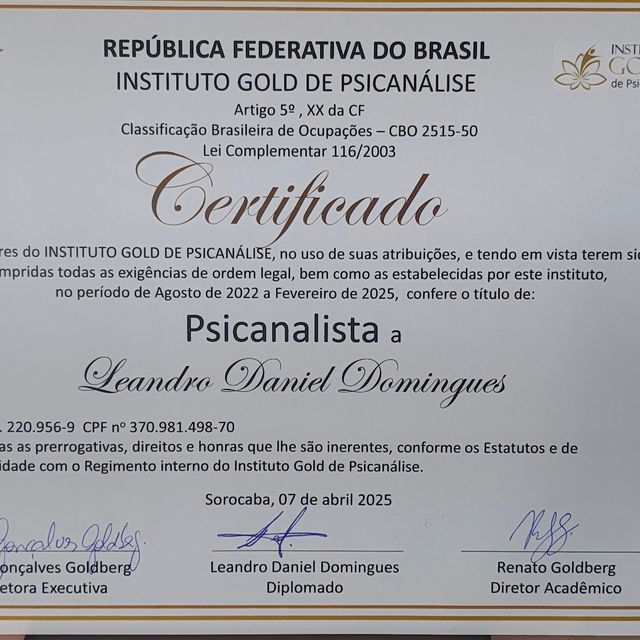 REPÚBLICA FEDERATIVA DO BRASIL
INSTITUTO GOLD DE PSICANÁLISE
Artigo 5º , XX da CF
Classificação Brasileira de Ocupações – CBO 2515-50
Lei Complementar 116/2003
INSTI
GO
de Psi
Certificado
res do INSTITUTO GOLD DE PSICANÁLISE, no uso de suas atribuições, e tendo em vista terem sid
mpridas todas as exigências de ordem legal, bem como as estabelecidas por este instituto,
no período de Agosto de 2022 a Fevereiro de 2025, confere o título de:
Psicanalista a
Leandro Daniel Domingues
. 220.956-9 CPF nº 370.981.498-70
as as prerrogativas, direitos e honras que lhe são inerentes, conforme os Estatutos e de
idade com o Regimento interno do Instituto Gold de Psicanálise.
Sorocaba, 07 de abril 2025
Gonçalves Goldberg.
onçalves Goldberg
etora Executiva
Leandro Daniel Domingues
Diplomado
Renato Goldberg
Diretor Acadêmico